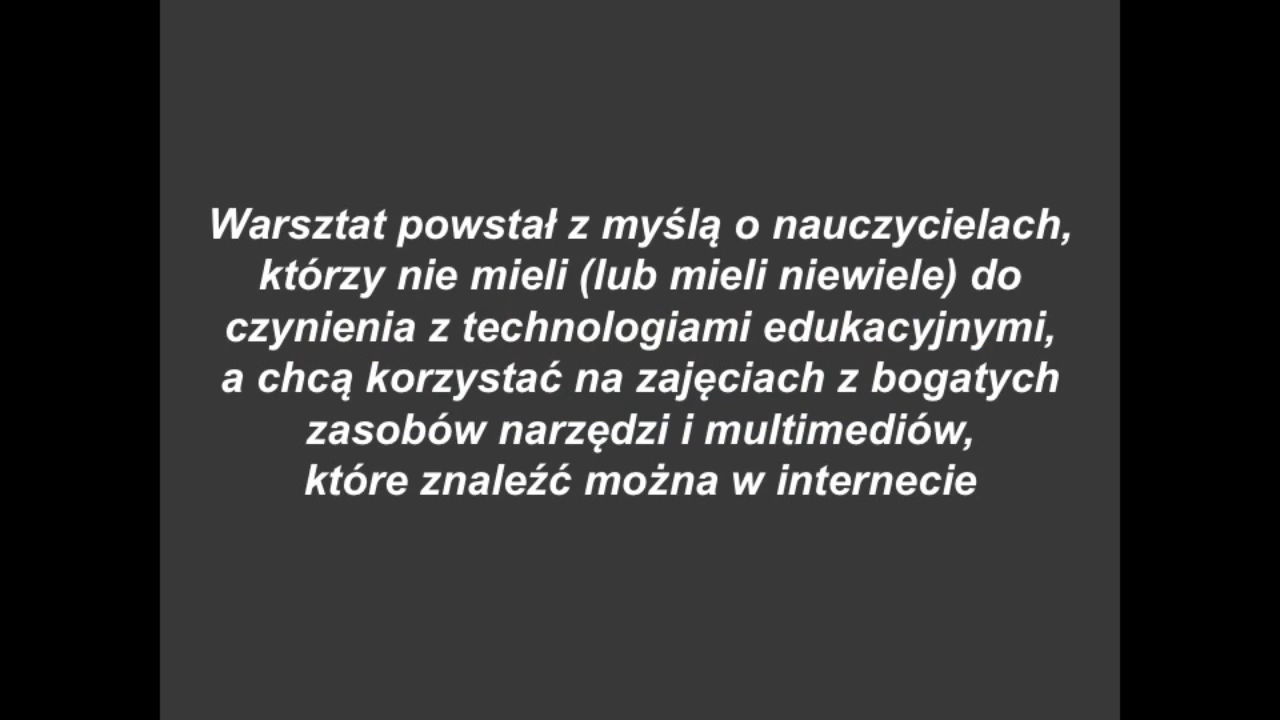 Warsztat powstał z myślą o nauczycielach,
którzy nie mieli (lub mieli niewiele) do
czynienia z technologiami edukacyjnymi,
a chcą korzystać na zajęciach z bogatych
zasobów narzędzi i multimediów,
które znaleźć można w internecie